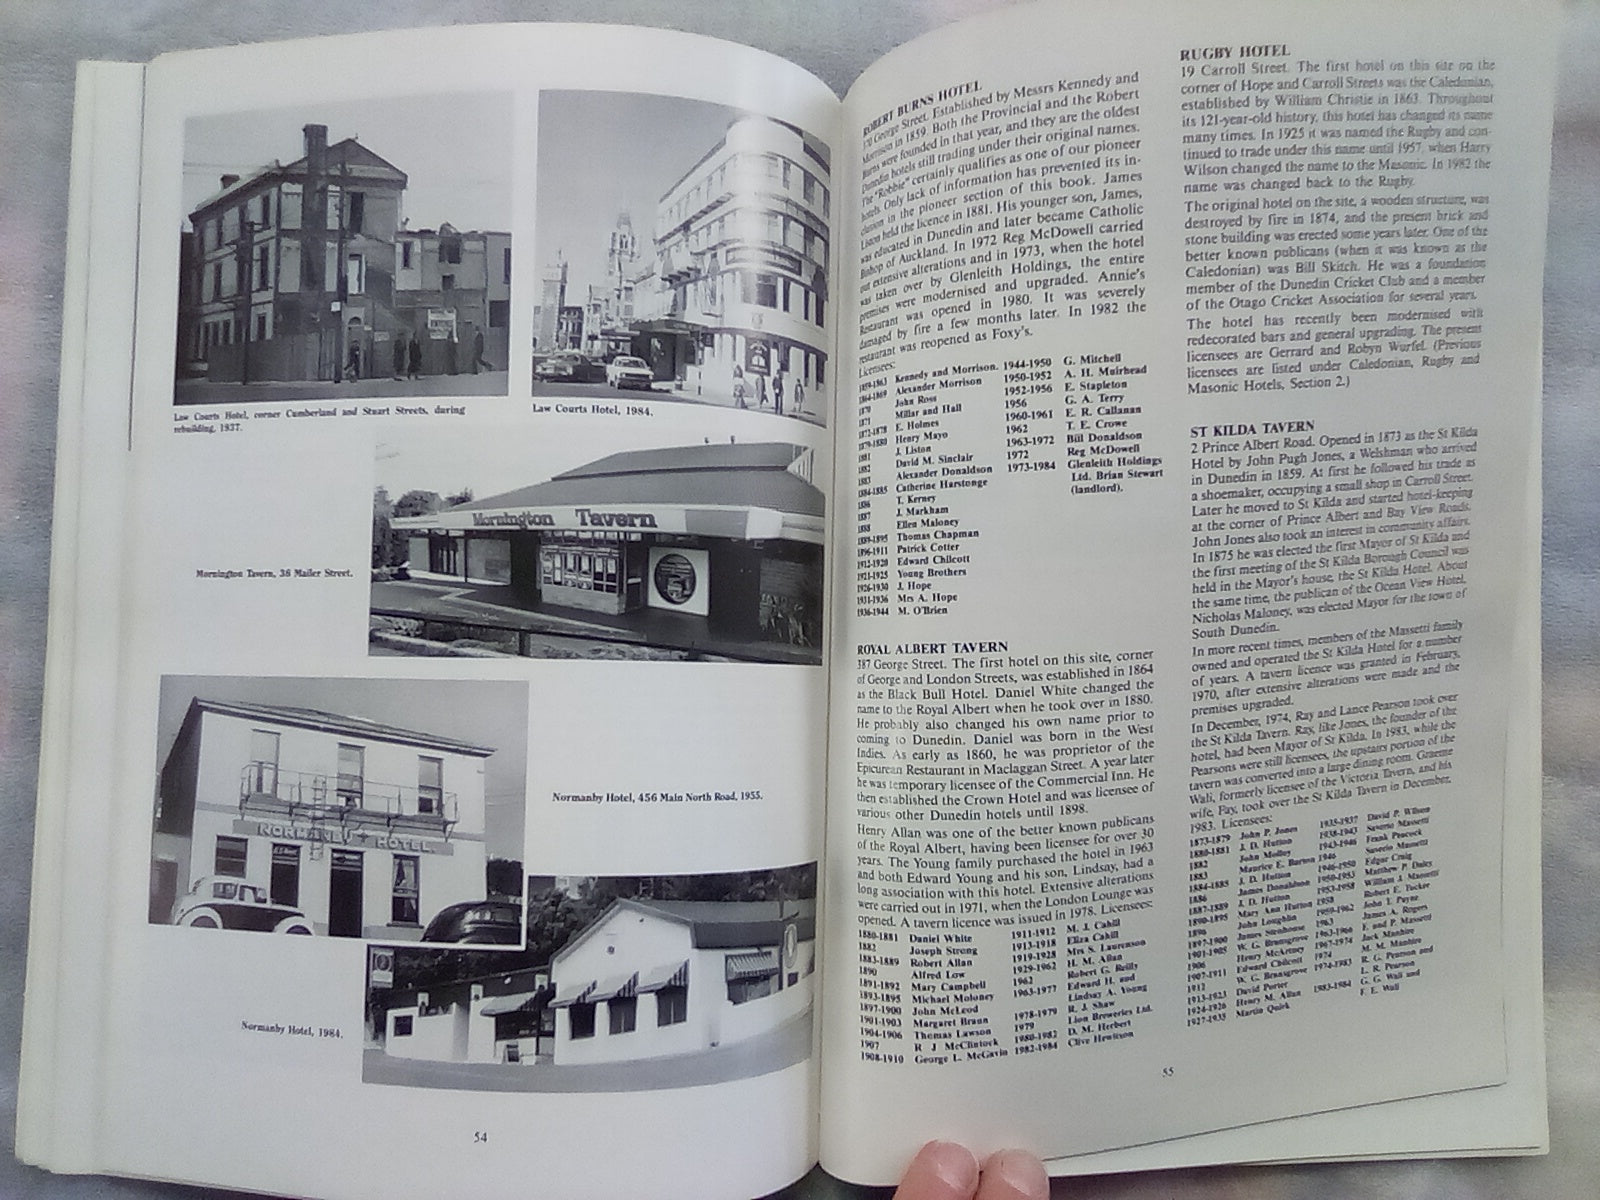 Law Courts Hotel, corner Cumberland and Stuart Streets, during
rebuilding, 1937.
Law Courts Hotel, 1984.
Mornington Tavern
Mornington Tavern, 36 Mailer Street.
NORMANBY HOTEL
Normanby Hotel, 456 Main North Road, 1955.
Normanby Hotel, 1984.
54
ROBERT BURNS HOTEL
370 George Street. Established by Messrs Kennedy and
Morrison in 1859. Both the Provincial and the Robert
Burns were founded in that year, and they are the oldest
Dunedin hotels still trading under their original names.
The "Robbie" certainly qualifies as one of our pioneer
hotels. Only lack of information has prevented its in-
clusion in the pioneer section of this book. James
Liston held the licence in 1881. His younger son, James,
was educated in Dunedin and later became Catholic
Bishop of Auckland. In 1972 Reg McDowell carried
out extensive alterations and in 1973, when the hotel
was taken over by Glenleith Holdings, the entire
premises were modernised and upgraded. Annie's
Restaurant was opened in 1980. It was severely
damaged by fire a few months later. In 1982 the
restaurant was reopened as Foxy's.
Licensees:
1859-1863 Kennedy and Morrison.
1864-1869 Alexander Morrison
1870 John Ross
1871 Millar and Hall
1872-1878 E. Holmes
1879-1880 Henry Mayo
1881 J. Liston
1882 David M. Sinclair
1883 Alexander Donaldson
1884-1885 Catherine Harstonge
1886 T. Kerney
1887 J. Markham
1888 Ellen Maloney
1889-1895 Thomas Chapman
1896-1911 Patrick Cotter
1912-1920 Edward Chilcott
1921-1925 Young Brothers
1926-1930 J. Hope
1931-1936 Mrs A. Hope
1936-1944 M. O'Brien
1944-1950 G. Mitchell
1950-1952 A. H. Muirhead
1952-1956 E. Stapleton
1956 G. A. Terry
1960-1961 E. R. Callanan
1962 T. E. Crowe
1963-1972 Bill Donaldson
1972 Reg McDowell
1973-1984 Glenleith Holdings
Ltd. Brian Stewart
(landlord).
ROYAL ALBERT TAVERN
387 George Street. The first hotel on this site, corner
of George and London Streets, was established in 1864
as the Black Bull Hotel. Daniel White changed the
name to the Royal Albert when he took over in 1880.
He probably also changed his own name prior to
coming to Dunedin. Daniel was born in the West
Indies. As early as 1860, he was proprietor of the
Epicurean Restaurant in Maclaggan Street. A year later
he was temporary licensee of the Commercial Inn. He
then established the Crown Hotel and was licensee of
various other Dunedin hotels until 1898.
Henry Allan was one of the better known publicans
of the Royal Albert, having been licensee for over 30
years. The Young family purchased the hotel in 1963
and both Edward Young and his son, Lindsay, had a
long association with this hotel. Extensive alterations
were carried out in 1971, when the London Lounge was
opened. A tavern licence was issued in 1978. Licensees:
1880-1881 Daniel White
1882 Joseph Strong
1883-1889 Robert Allan
1890 Alfred Low
1891-1892 Mary Campbell
1893-1895 Michael Moloney
1897-1900 John McLeod
1901-1903 Margaret Braun
1904-1906 Thomas Lawson
1907 R J McClintock
1908-1910 George L. McGavin
1911-1912 M. J. Cahill
1913-1918 Eliza Cahill
1919-1928 Mrs S. Laurenson
1929-1962 H. M. Allan
1962 Robert G. Reilly
1963-1977 Edward H. and
Lindsay A. Young
1978-1979 R. J. Shaw
1979 Lion Breweries Ltd.
1980-1982 D. M. Herbert
1982-1984 Clive Hewitson
RUGBY HOTEL
19 Carroll Street. The first hotel on this site on the
corner of Hope and Carroll Streets was the Caledonian,
established by William Christie in 1863. Throughout
its 121-year-old history, this hotel has changed its name
many times. In 1925 it was named the Rugby and con-
tinued to trade under this name until 1957, when Harry
Wilson changed the name to the Masonic. In 1982 the
name was changed back to the Rugby.
The original hotel on the site, a wooden structure, was
destroyed by fire in 1874, and the present brick and
stone building was erected some years later. One of the
better known publicans (when it was known as the
Caledonian) was Bill Skitch. He was a foundation
member of the Dunedin Cricket Club and a member
of the Otago Cricket Association for several years.
The hotel has recently been modernised with
redecorated bars and general upgrading. The present
licensees are Gerrard and Robyn Wurfel. (Previous
licensees are listed under Caledonian, Rugby and
Masonic Hotels, Section 2.)
ST KILDA TAVERN
2 Prince Albert Road. Opened in 1873 as the St Kilda
Hotel by John Pugh Jones, a Welshman who arrived
in Dunedin in 1859. At first he followed his trade as
a shoemaker, occupying a small shop in Carroll Street.
Later he moved to St Kilda and started hotel-keeping
at the corner of Prince Albert and Bay View Roads.
John Jones also took an interest in community affairs.
In 1875 he was elected the first Mayor of St Kilda and
the first meeting of the St Kilda Borough Council was
held in the Mayor's house, the St Kilda Hotel. About
the same time, the publican of the Ocean View Hotel,
Nicholas Maloney, was elected Mayor for the town of
South Dunedin.
In more recent times, members of the Massetti family
owned and operated the St Kilda Hotel for a number
of years. A tavern licence was granted in February,
1970, after extensive alterations were made and the
premises upgraded.
In December, 1974, Ray and Lance Pearson took over
the St Kilda Tavern. Ray, like Jones, the founder of the
hotel, had been Mayor of St Kilda. In 1983, while the
Pearsons were still licensees, the upstairs portion of the
tavern was converted into a large dining room. Graeme
Wall, formerly licensee of the Victoria Tavern, and his
wife, Fay, took over the St Kilda Tavern in December,
1983. Licensees:
1873-1879 John P. Jones
1880-1881 J. D. Hutton
1882 John Molloy
1883 Maurice E. Barton
1884-1885 J. D. Hutton
1886 James Donaldson
1887-1889 J. D. Hutton
1890-1895 Mary Ann Hutton
1896 John Loughlin
1897-1900 James Stenhouse
1901-1905 W. G. Bransgrove
1906 Henry McArtney
1907-1911 Edward Chilcott
1912 W. G. Bransgrove
1913-1923 David Porter
1924-1926 Henry M. Allan
1927-1935 Martin Quirk
1935-1937 David P. Wilson
1938-1943 Saverio Massetti
1943-1946 Frank Peacock
1946 Saverio Massetti
1946-1950 Edgar Craig
1950-1953 Matthew P. Daley
1953-1958 William J. Massetti
1958 Robert E. Tucker
1959-1962 John T. Payne
1963 James A. Rogers
1963-1966 F. and P. Massetti
1967-1974 Jack Manhire
1974 M. M. Manhire
1974-1983 R. G. Pearson and
L. R. Pearson
1983-1984 G. G. Wall and
F. E. Wall
55